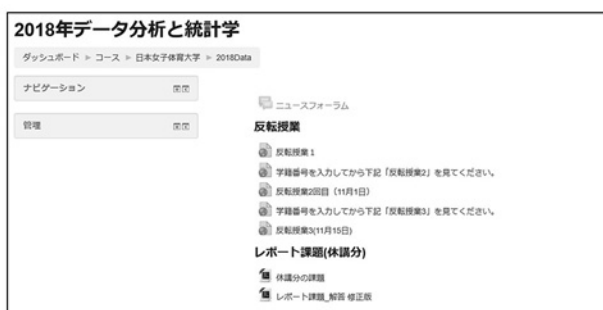 2018年データ分析と統計学
ダッシュボード ▶ コース ▶ 日本女子体育大学 ▶ 2018Data
ナビゲーション
管理
ニュースフォーラム
反転授業
反転授業 1
学籍番号を入力してから下記「反転授業2」を見てください。
反転授業2回目（11月1日）
学籍番号を入力してから下記「反転授業3」を見てください。
反転授業3(11月15日)
レポート課題(休講分)
休講分の課題
レポート課題_解答 修正版